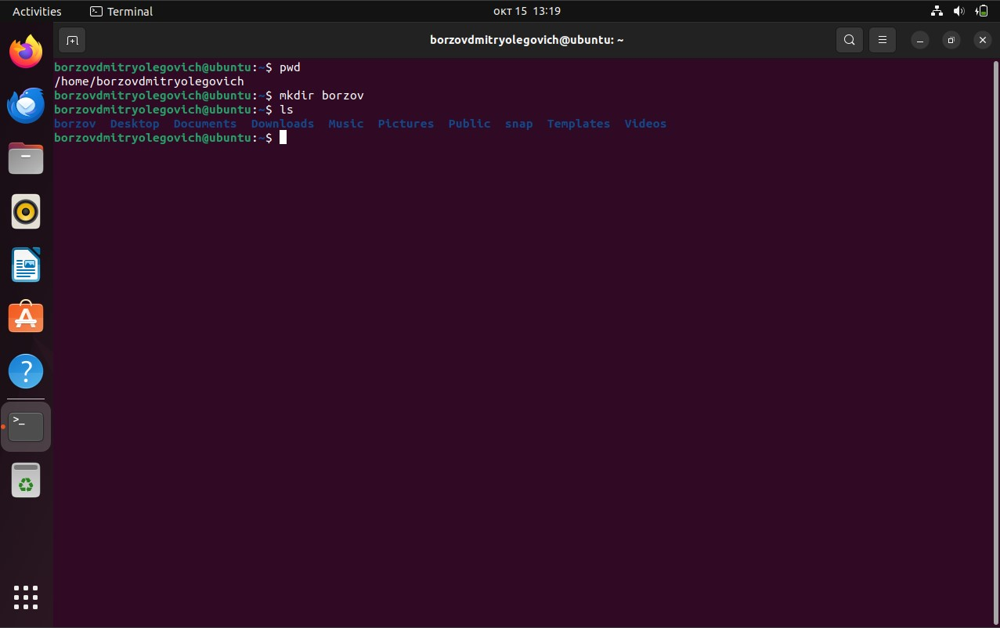 Activities Terminal окт 15 13:19
borzovdmitryolegovich@ubuntu: ~
borzovdmitryolegovich@ubuntu:~$ pwd
/home/borzovdmitryolegovich
borzovdmitryolegovich@ubuntu:~$ mkdir borzov
borzovdmitryolegovich@ubuntu:~$ ls
borzov Desktop Documents Downloads Music Pictures Public snap Templates Videos
borzovdmitryolegovich@ubuntu:~$